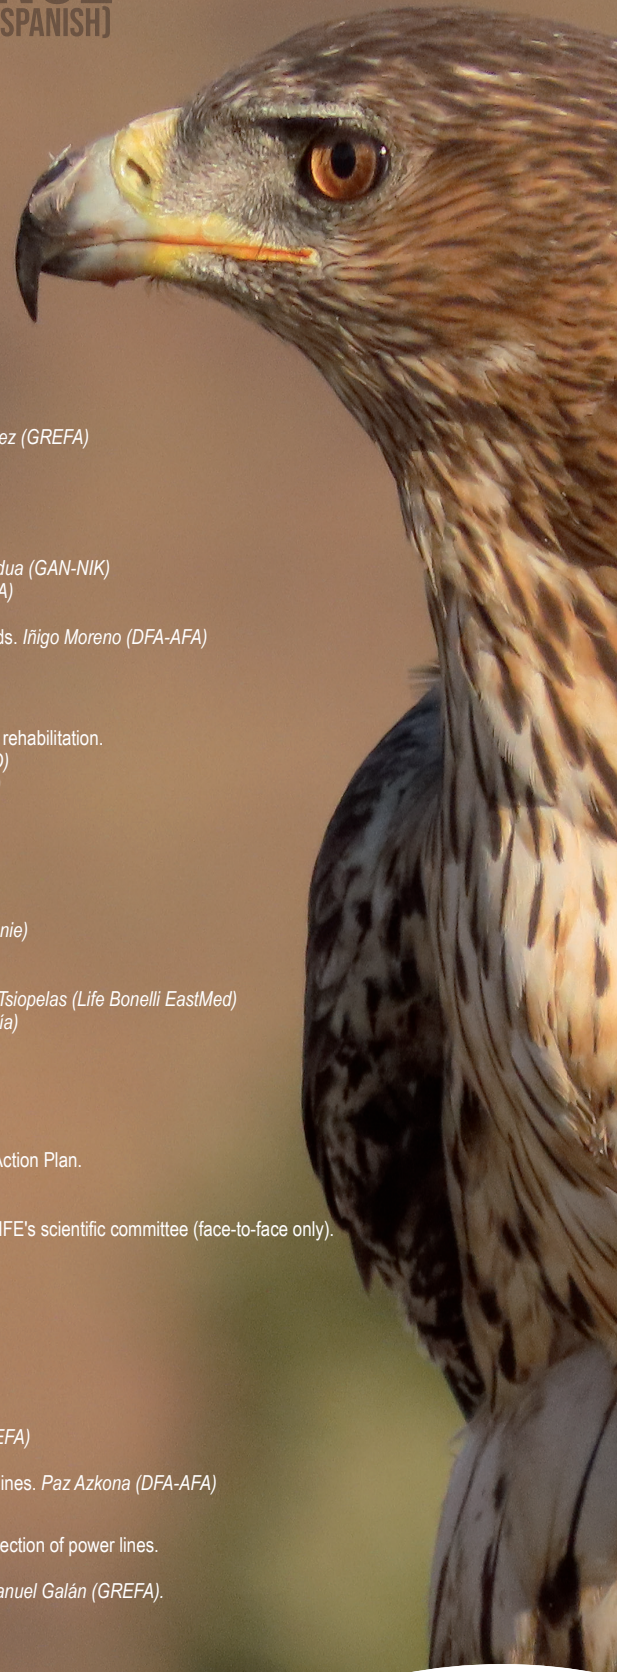 SPANISH)
ez (GREFA)
dua (GAN-NIK)
A)
ds. Iñigo Moreno (DFA-AFA)
rehabilitation.
)
nie)
Tsiopelas (Life Bonelli EastMed)
ía)
Action Plan.
IFE's scientific committee (face-to-face only).
EFA)
ines. Paz Azkona (DFA-AFA)
ection of power lines.
anuel Galán (GREFA).